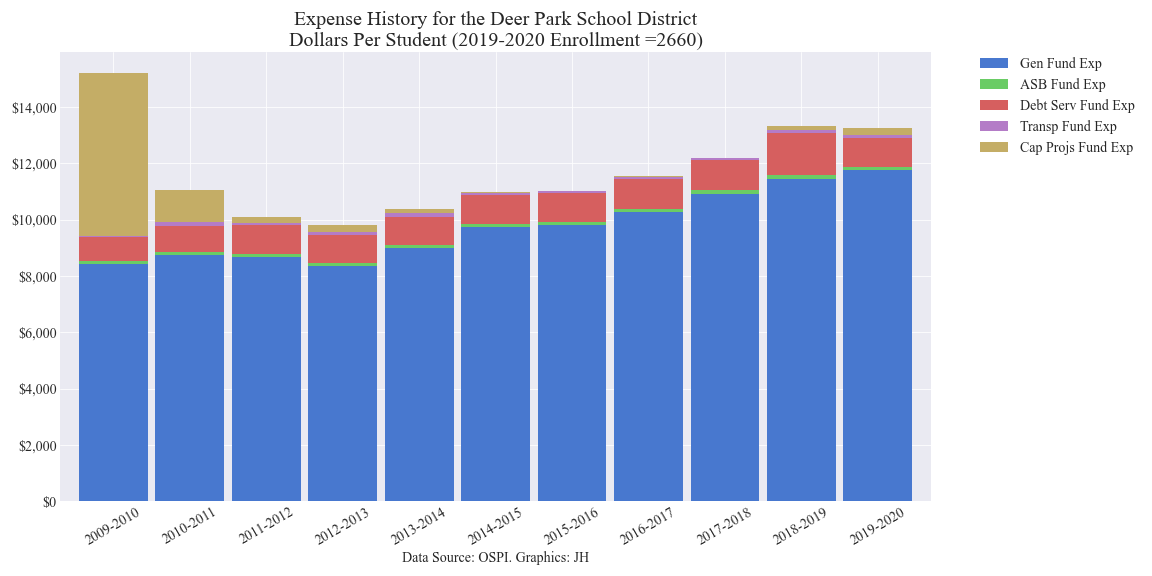 Expense History for the Deer Park School District
Dollars Per Student (2019-2020 Enrollment =2660)
Gen Fund Exp
ASB Fund Exp
Debt Serv Fund Exp
Transp Fund Exp
Cap Projs Fund Exp
$14,000
$12,000
$10,000
$8,000
$6,000
$4,000
$2,000
$0
2009-2010
2010-2011
2011-2012
2012-2013
2013-2014
2014-2015
2015-2016
2016-2017
2017-2018
2018-2019
2019-2020
Data Source: OSPI. Graphics: JH